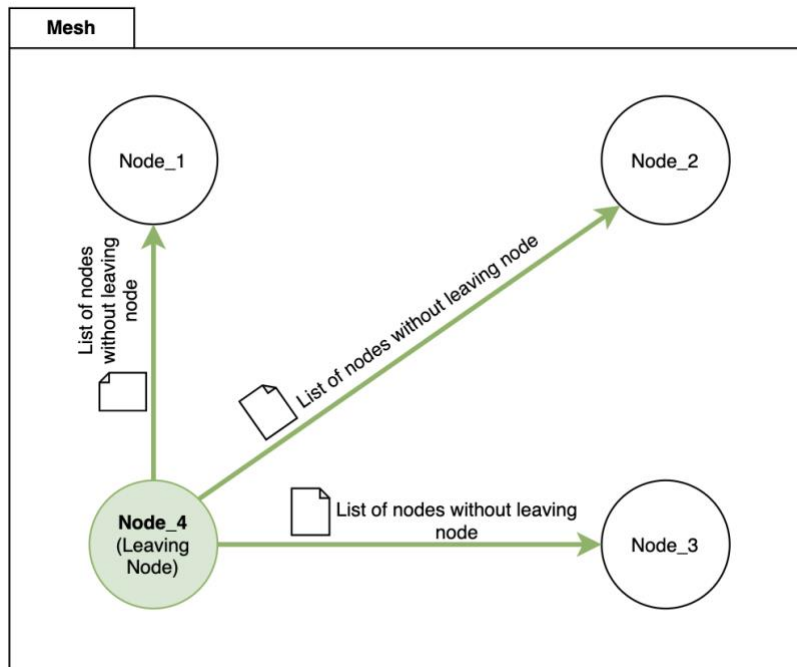 Mesh
Node_1
Node_2
List of nodes
without leaving
node
List of nodes without leaving node
Node_4
(Leaving
Node)
List of nodes without leaving
node
Node_3